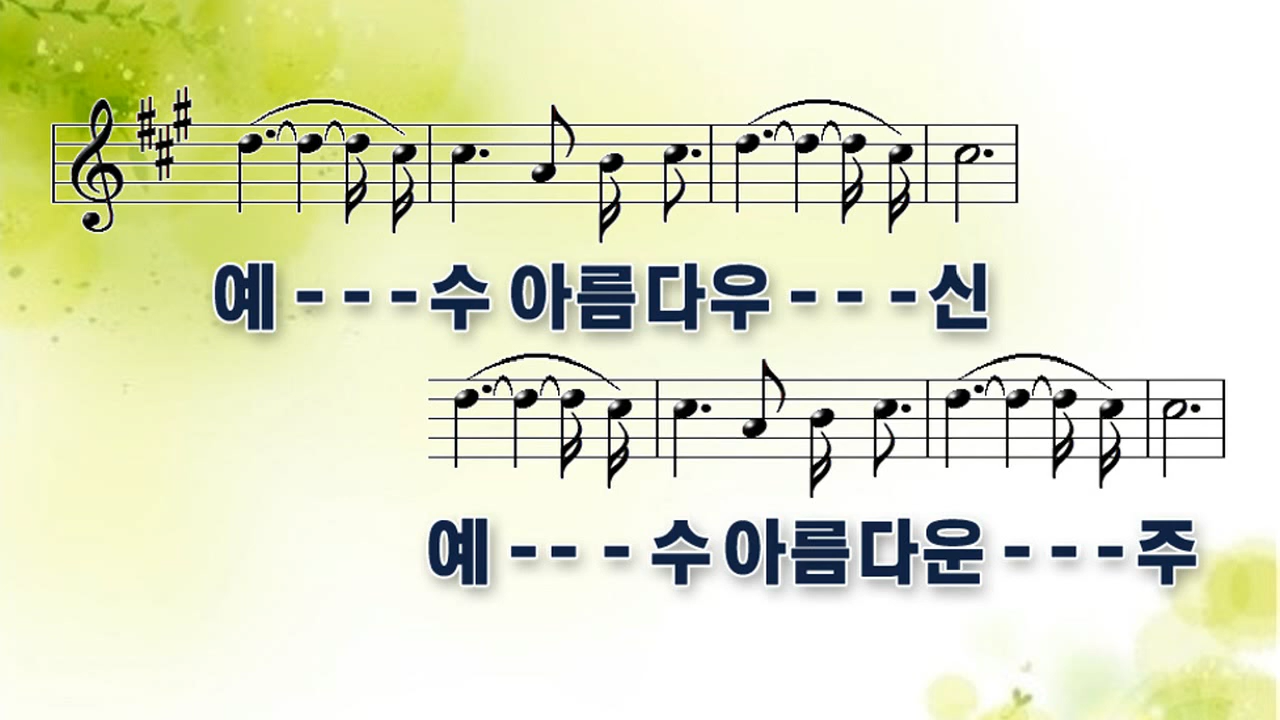 예 - - - 수 아름다우 - - - 신
예 - - - 수 아름다운 - - - 주